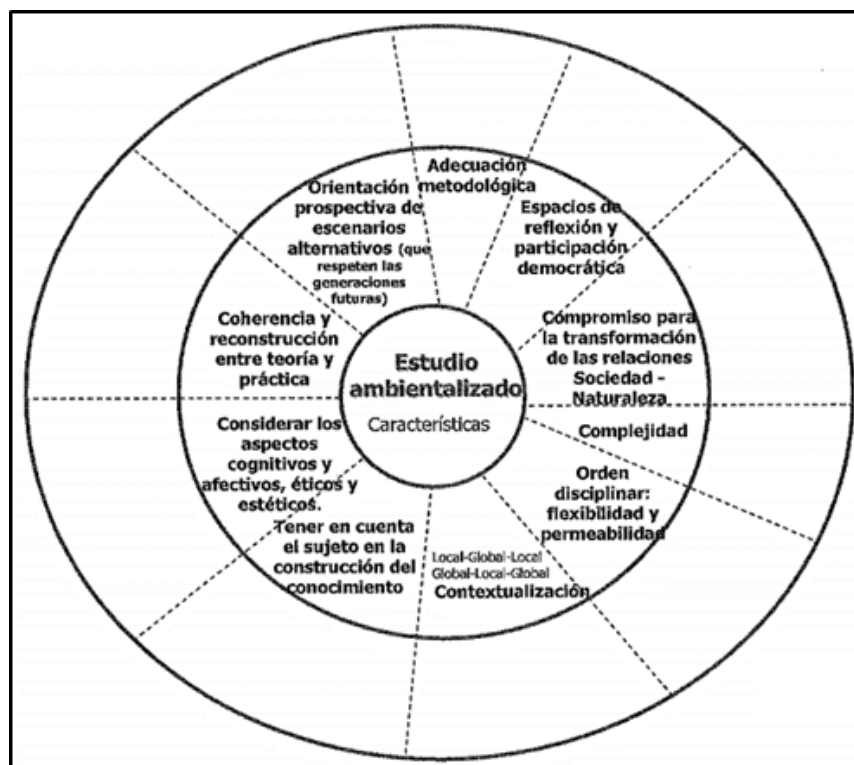 Estudio
ambientalizado
Características
Adecuación
metodológica
Espacios de
reflexión y
participación
democrática
Compromiso para
la transformación
de las relaciones
Sociedad -
Naturaleza
Complejidad
Orden
disciplinar:
flexibilidad y
permeabilidad
Local-Global-Local
Global-Local-Global
Contextualización
Tener en cuenta
el sujeto en la
construcción del
conocimiento
Considerar los
aspectos
cognitivos y
afectivos, éticos y
estéticos.
Coherencia y
reconstrucción
entre teoría y
práctica
Orientación
prospectiva de
escenarios
alternativos (que
respeten las
generaciones
futuras)